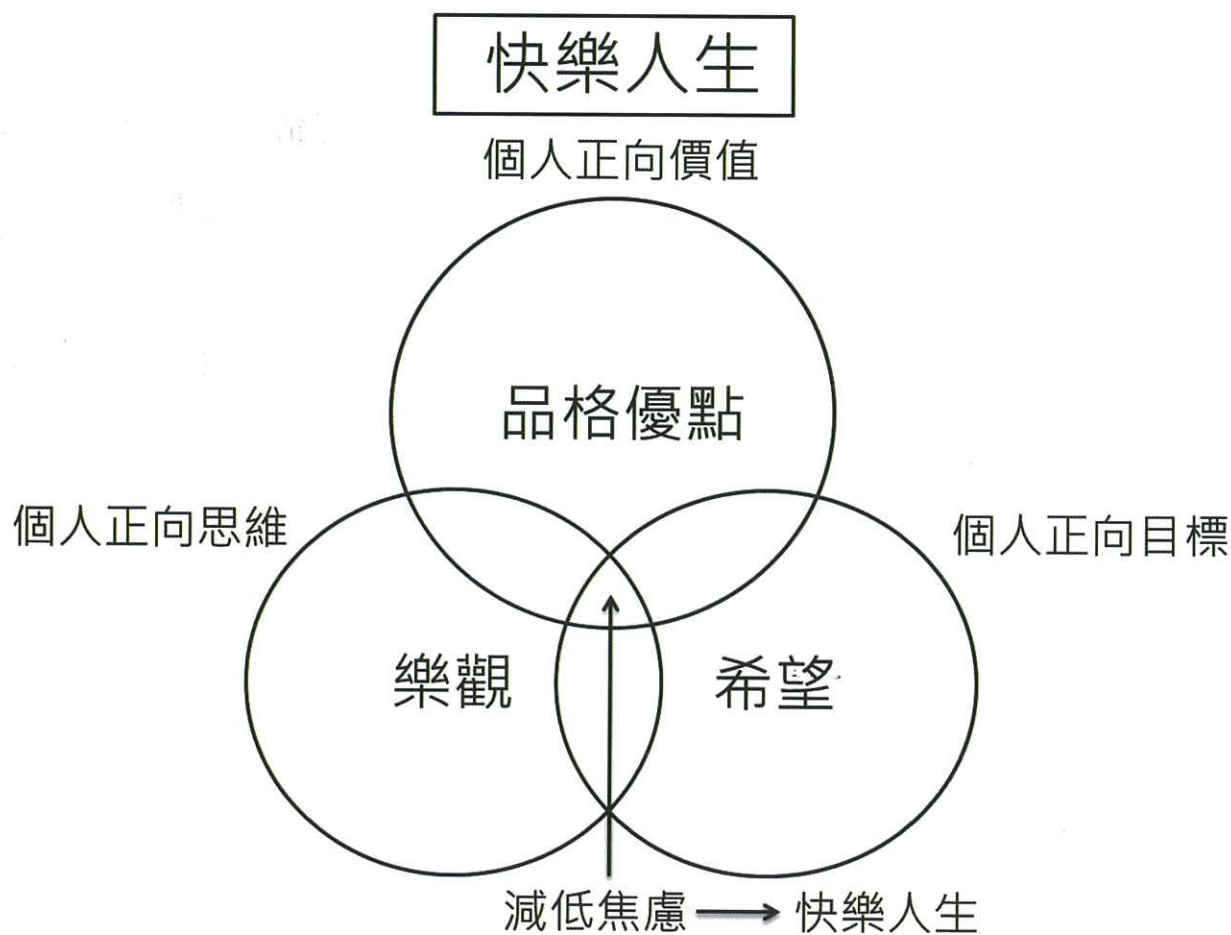 快樂人生
個人正向價值
品格優點
個人正向思維
個人正向目標
樂觀
希望
減低焦慮 → 快樂人生